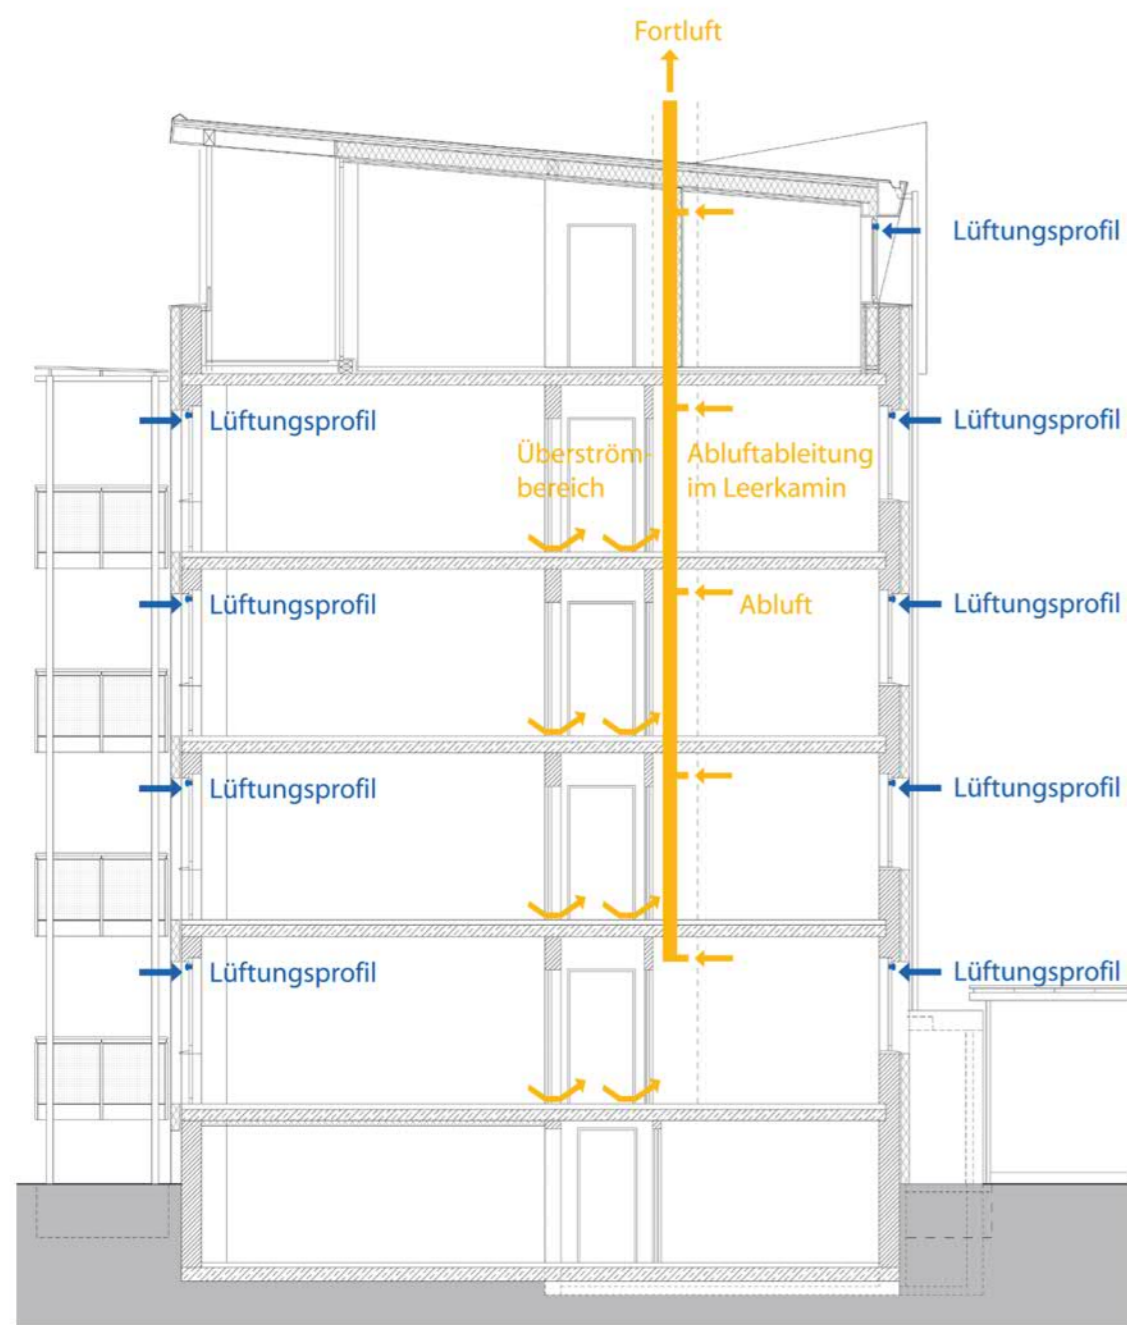 Fortluft
Lüftungsprofil
Lüftungsprofil
Lüftungsprofil
Überström-
bereich
Abluftableitung
im Leerkamin
Lüftungsprofil
Abluft
Lüftungsprofil
Lüftungsprofil
Lüftungsprofil
Lüftungsprofil
Lüftungsprofil